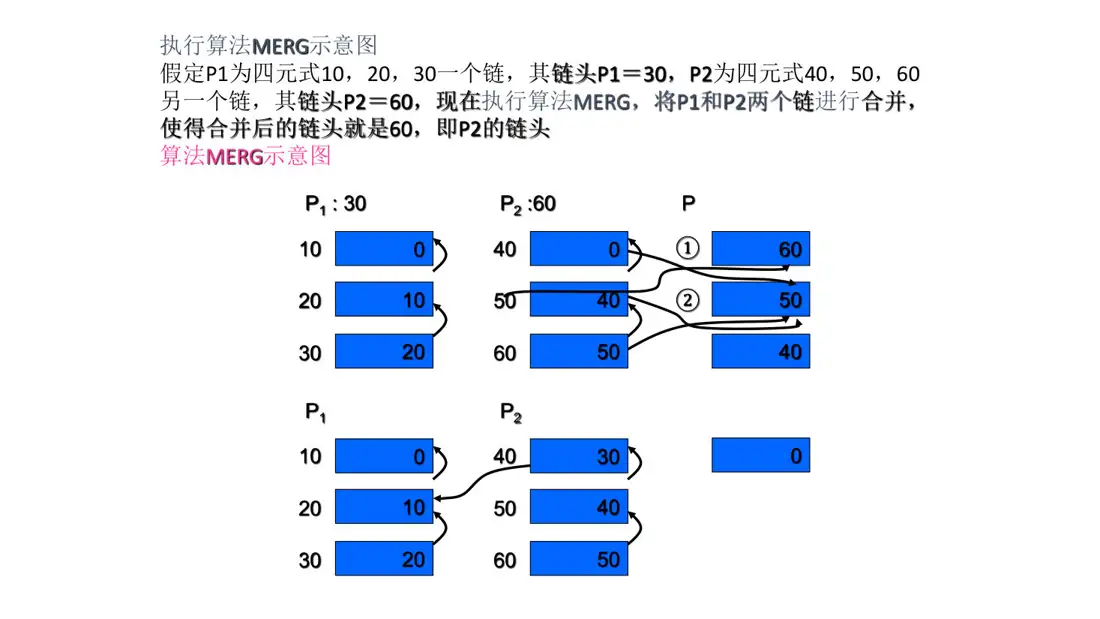 执行算法MERG示意图
假定P1为四元式10，20，30一个链，其链头P1＝30，P2为四元式40，50，60
另一个链，其链头P2＝60，现在执行算法MERG，将P1和P2两个链进行合并，
使得合并后的链头就是60，即P2的链头
算法MERG示意图
P1 : 30 P2 :60 P
10 0 40 0 ① 60
20 10 50 40 ② 50
30 20 60 50 40
P1 P2
10 0 40 30 0
20 10 50 40
30 20 60 50